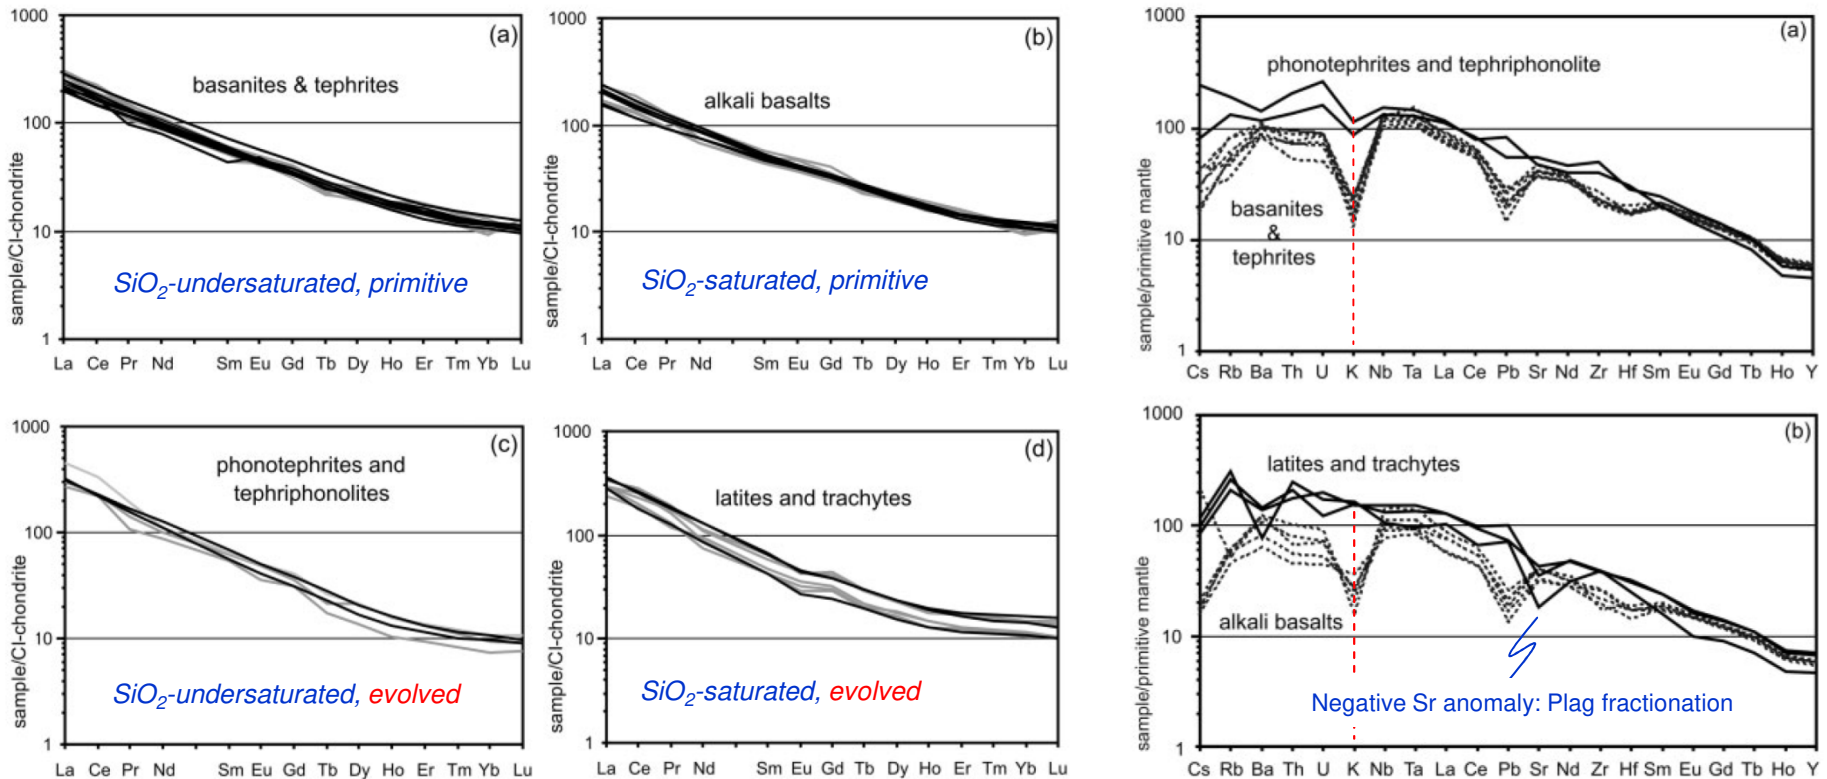 1000
(a)
basanites & tephrites
100
10
SiO2-undersaturated, primitive
1
sample/CI-chondrite
La Ce Pr Nd Sm Eu Gd Tb Dy Ho Er Tm Yb Lu
1000
(b)
alkali basalts
100
10
SiO2-saturated, primitive
1
sample/CI-chondrite
La Ce Pr Nd Sm Eu Gd Tb Dy Ho Er Tm Yb Lu
1000
(a)
phonotephrites and tephriphonolite
100
basanites
&
tephrites
10
1
sample/primitive mantle
Cs Rb Ba Th U K Nb Ta La Ce Pb Sr Nd Zr Hf Sm Eu Gd Tb Ho Y
1000
(c)
phonotephrites and
tephriphonolites
100
10
SiO2-undersaturated, evolved
1
sample/CI-chondrite
La Ce Pr Nd Sm Eu Gd Tb Dy Ho Er Tm Yb Lu
1000
(d)
latites and trachytes
100
10
SiO2-saturated, evolved
1
sample/CI-chondrite
La Ce Pr Nd Sm Eu Gd Tb Dy Ho Er Tm Yb Lu
1000
(b)
latites and trachytes
100
alkali basalts
10
Negative Sr anomaly: Plag fractionation
1
sample/primitive mantle
Cs Rb Ba Th U K Nb Ta La Ce Pb Sr Nd Zr Hf Sm Eu Gd Tb Ho Y